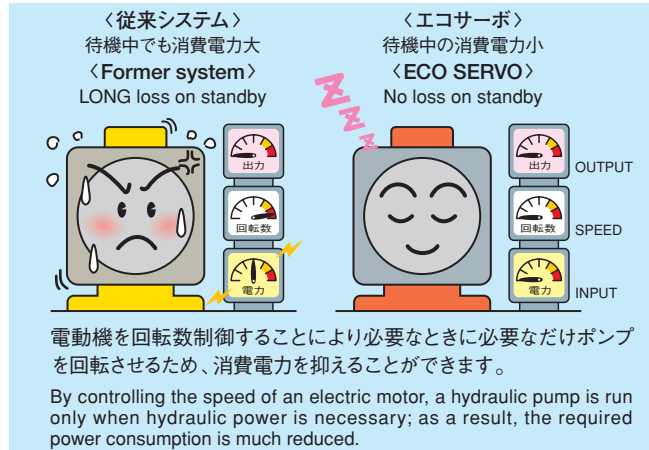 〈従来システム〉
待機中でも消費電力大
〈Former system〉
LONG loss on standby
〈エコサーボ〉
待機中の消費電力小
〈ECO SERVO〉
No loss on standby
Z
Z
Z
出力
回転数
電力
出力
OUTPUT
回転数
SPEED
電力
INPUT
電動機を回転数制御することにより必要なときに必要なだけポンプ
を回転させるため、消費電力を抑えることができます。
By controlling the speed of an electric motor, a hydraulic pump is run
only when hydraulic power is necessary; as a result, the required
power consumption is much reduced.